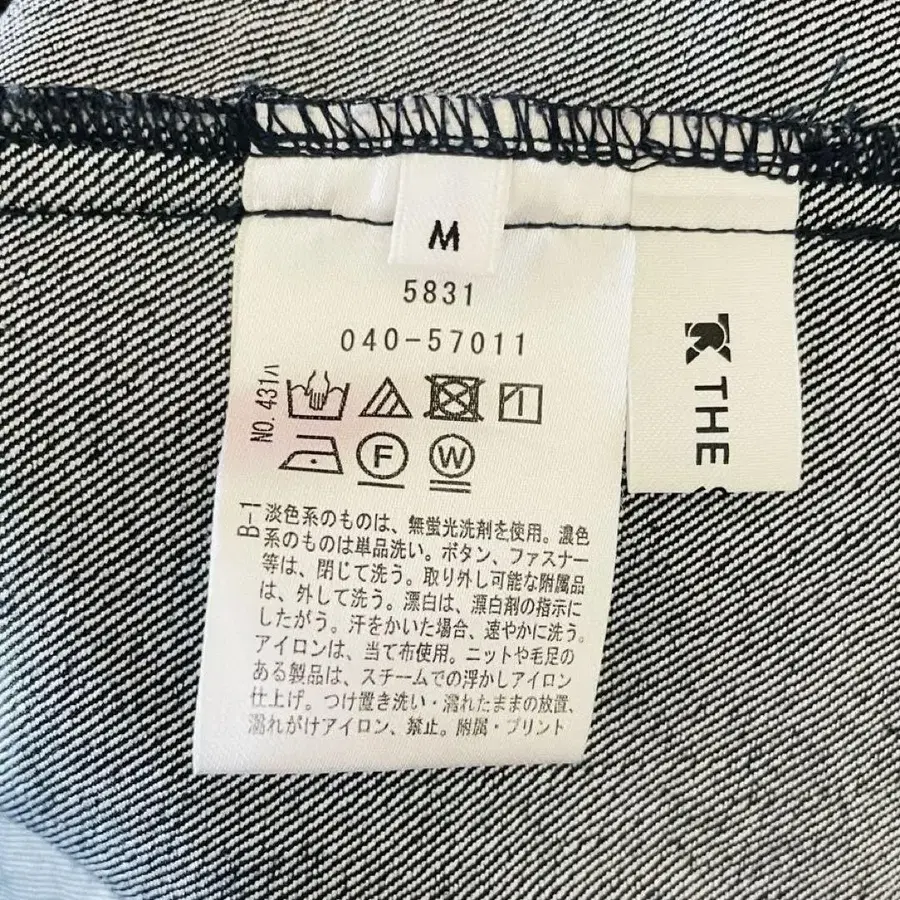 M
5831
040-57011
NO. 431ハ
F W
B-1
淡色系のものは、無蛍光洗剤を使用。濃色
系のものは単品洗い。ボタン、ファスナー
等は、閉じて洗う。取り外し可能な附属品
は、外して洗う。漂白は、漂白剤の指示に
したがう。汗をかいた場合、速やかに洗う。
アイロンは、当て布使用。ニットや毛足の
ある製品は、スチームでの浮かしアイロン
仕上げ。つけ置き洗い・濡れたままの放置、
濡れがけアイロン、禁止。附属・プリント
TK THE